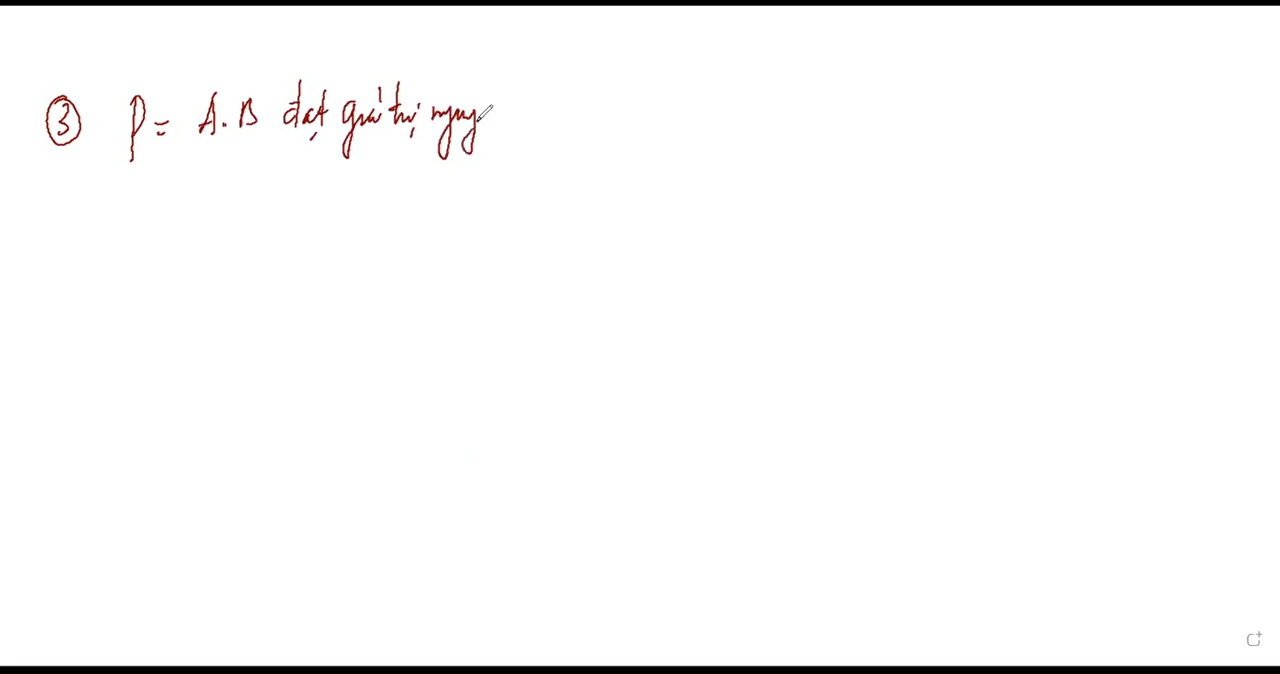 ③ P = A.B đạt giá trị nguy